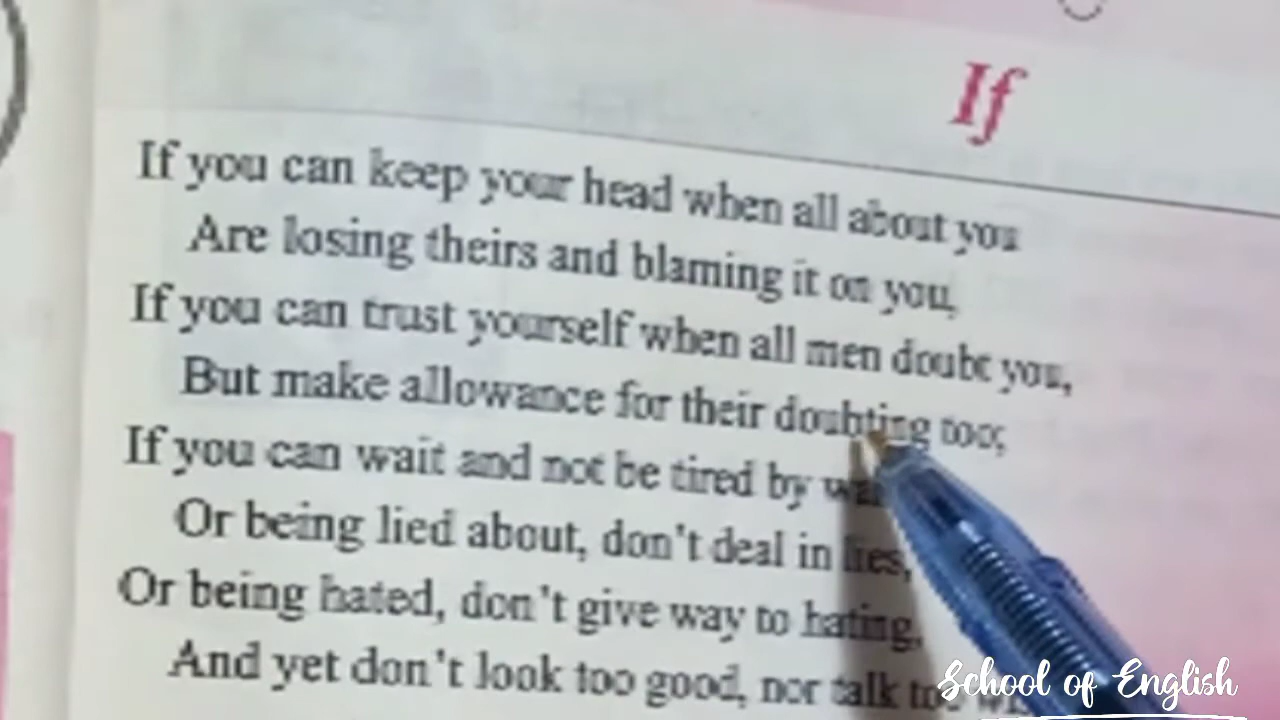 If
If you can keep your head when all about you
Are losing theirs and blaming it on you,
If you can trust yourself when all men doubt you,
But make allowance for their doubting too;
If you can wait and not be tired by
Or being lied about, don't deal in lies,
Or being hated, don't give way to hating,
And yet don't look too good, nor talk
School of English